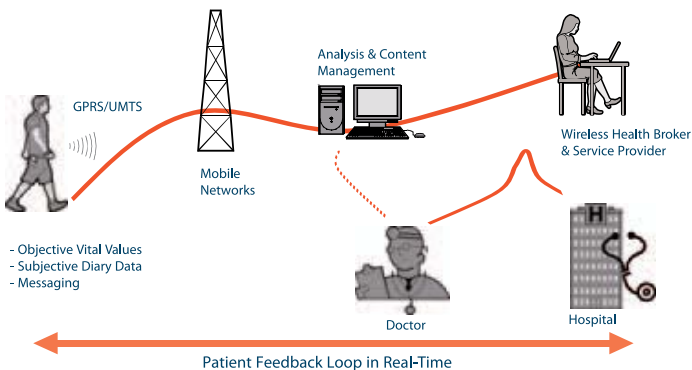 GPRS/UMTS
Mobile
Networks
Analysis & Content
Management
Wireless Health Broker
& Service Provider
- Objective Vital Values
- Subjective Diary Data
- Messaging
Doctor
H
Hospital
Patient Feedback Loop in Real-Time